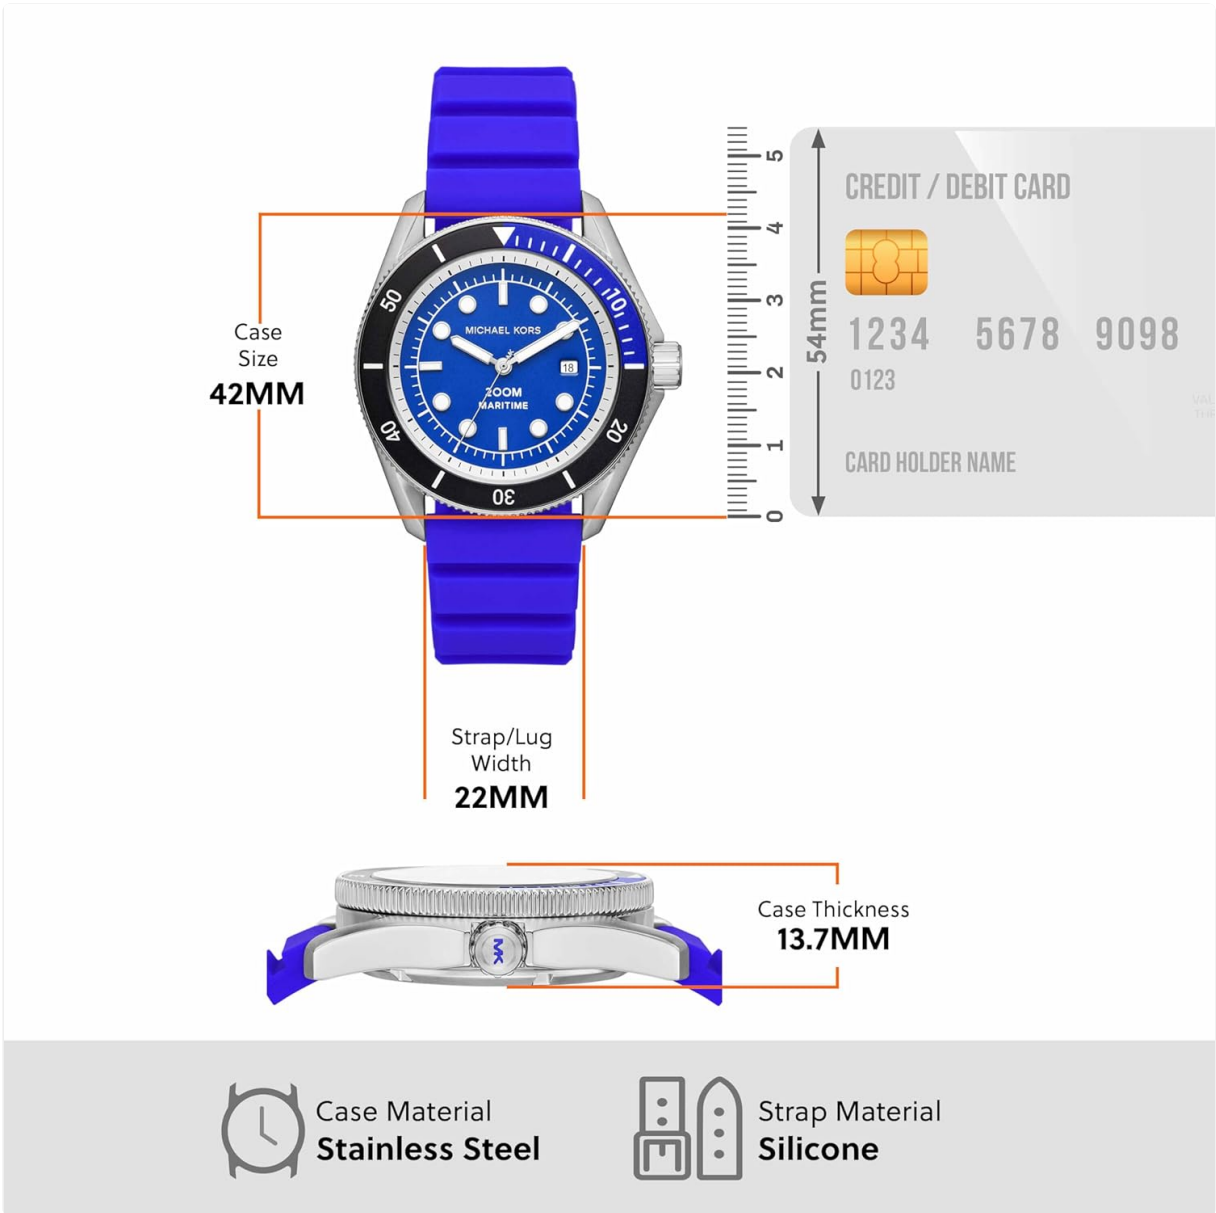 50
10
40
20
30
MICHAEL KORS
18
200M
MARITIME
Case
Size
42MM
5
4
3
2
1
0
54mm
CREDIT / DEBIT CARD
1234 5678 9098
0123
CARD HOLDER NAME
Strap/Lug
Width
22MM
MK
Case Thickness
13.7MM
Case Material
Stainless Steel
Strap Material
Silicone